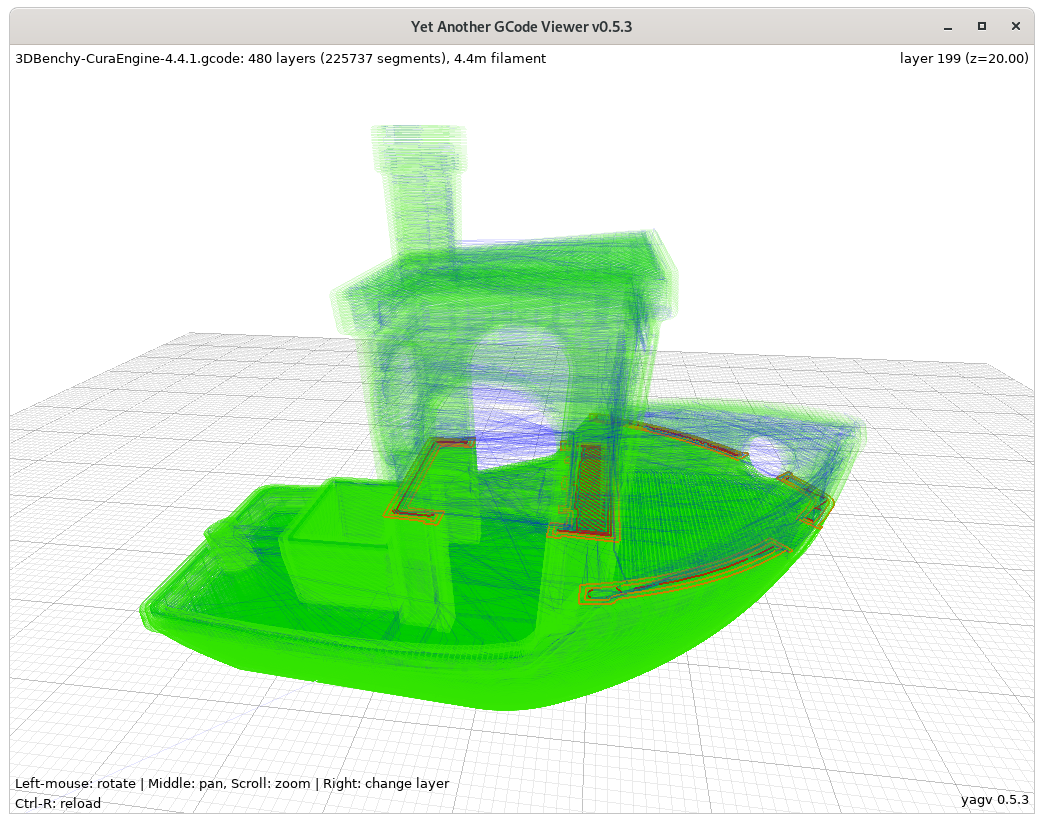 Yet Another GCode Viewer v0.5.3
3DBenchy-CuraEngine-4.4.1.gcode: 480 layers (225737 segments), 4.4m filament
layer 199 (z=20.00)
Left-mouse: rotate | Middle: pan, Scroll: zoom | Right: change layer
Ctrl-R: reload
yagv 0.5.3